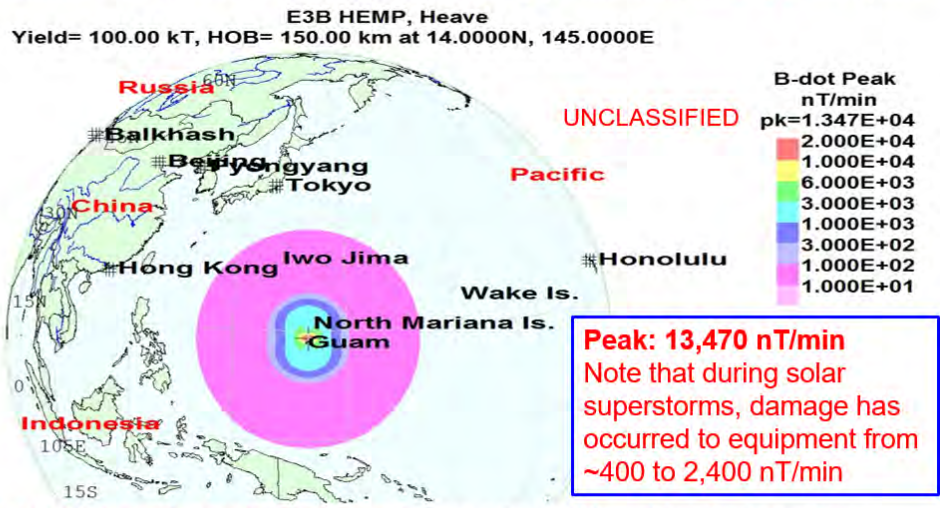 E3B HEMP, Heave
Yield= 100.00 kT, HOB= 150.00 km at 14.0000N, 145.0000E
Russia
60N
UNCLASSIFIED
B-dot Peak
nT/min
pk=1.347E+04
2.000E+04
1.000E+04
6.000E+03
3.000E+03
1.000E+03
3.000E+02
1.000E+02
1.000E+01
Balkhash
Beijing
Pyongyang
Tokyo
Pacific
China
30N
Hong Kong
Iwo Jima
Honolulu
15N
Wake Is.
North Mariana Is.
Guam
0
Indonesia
105E
15S
Peak: 13,470 nT/min
Note that during solar
superstorms, damage has
occurred to equipment from
~400 to 2,400 nT/min